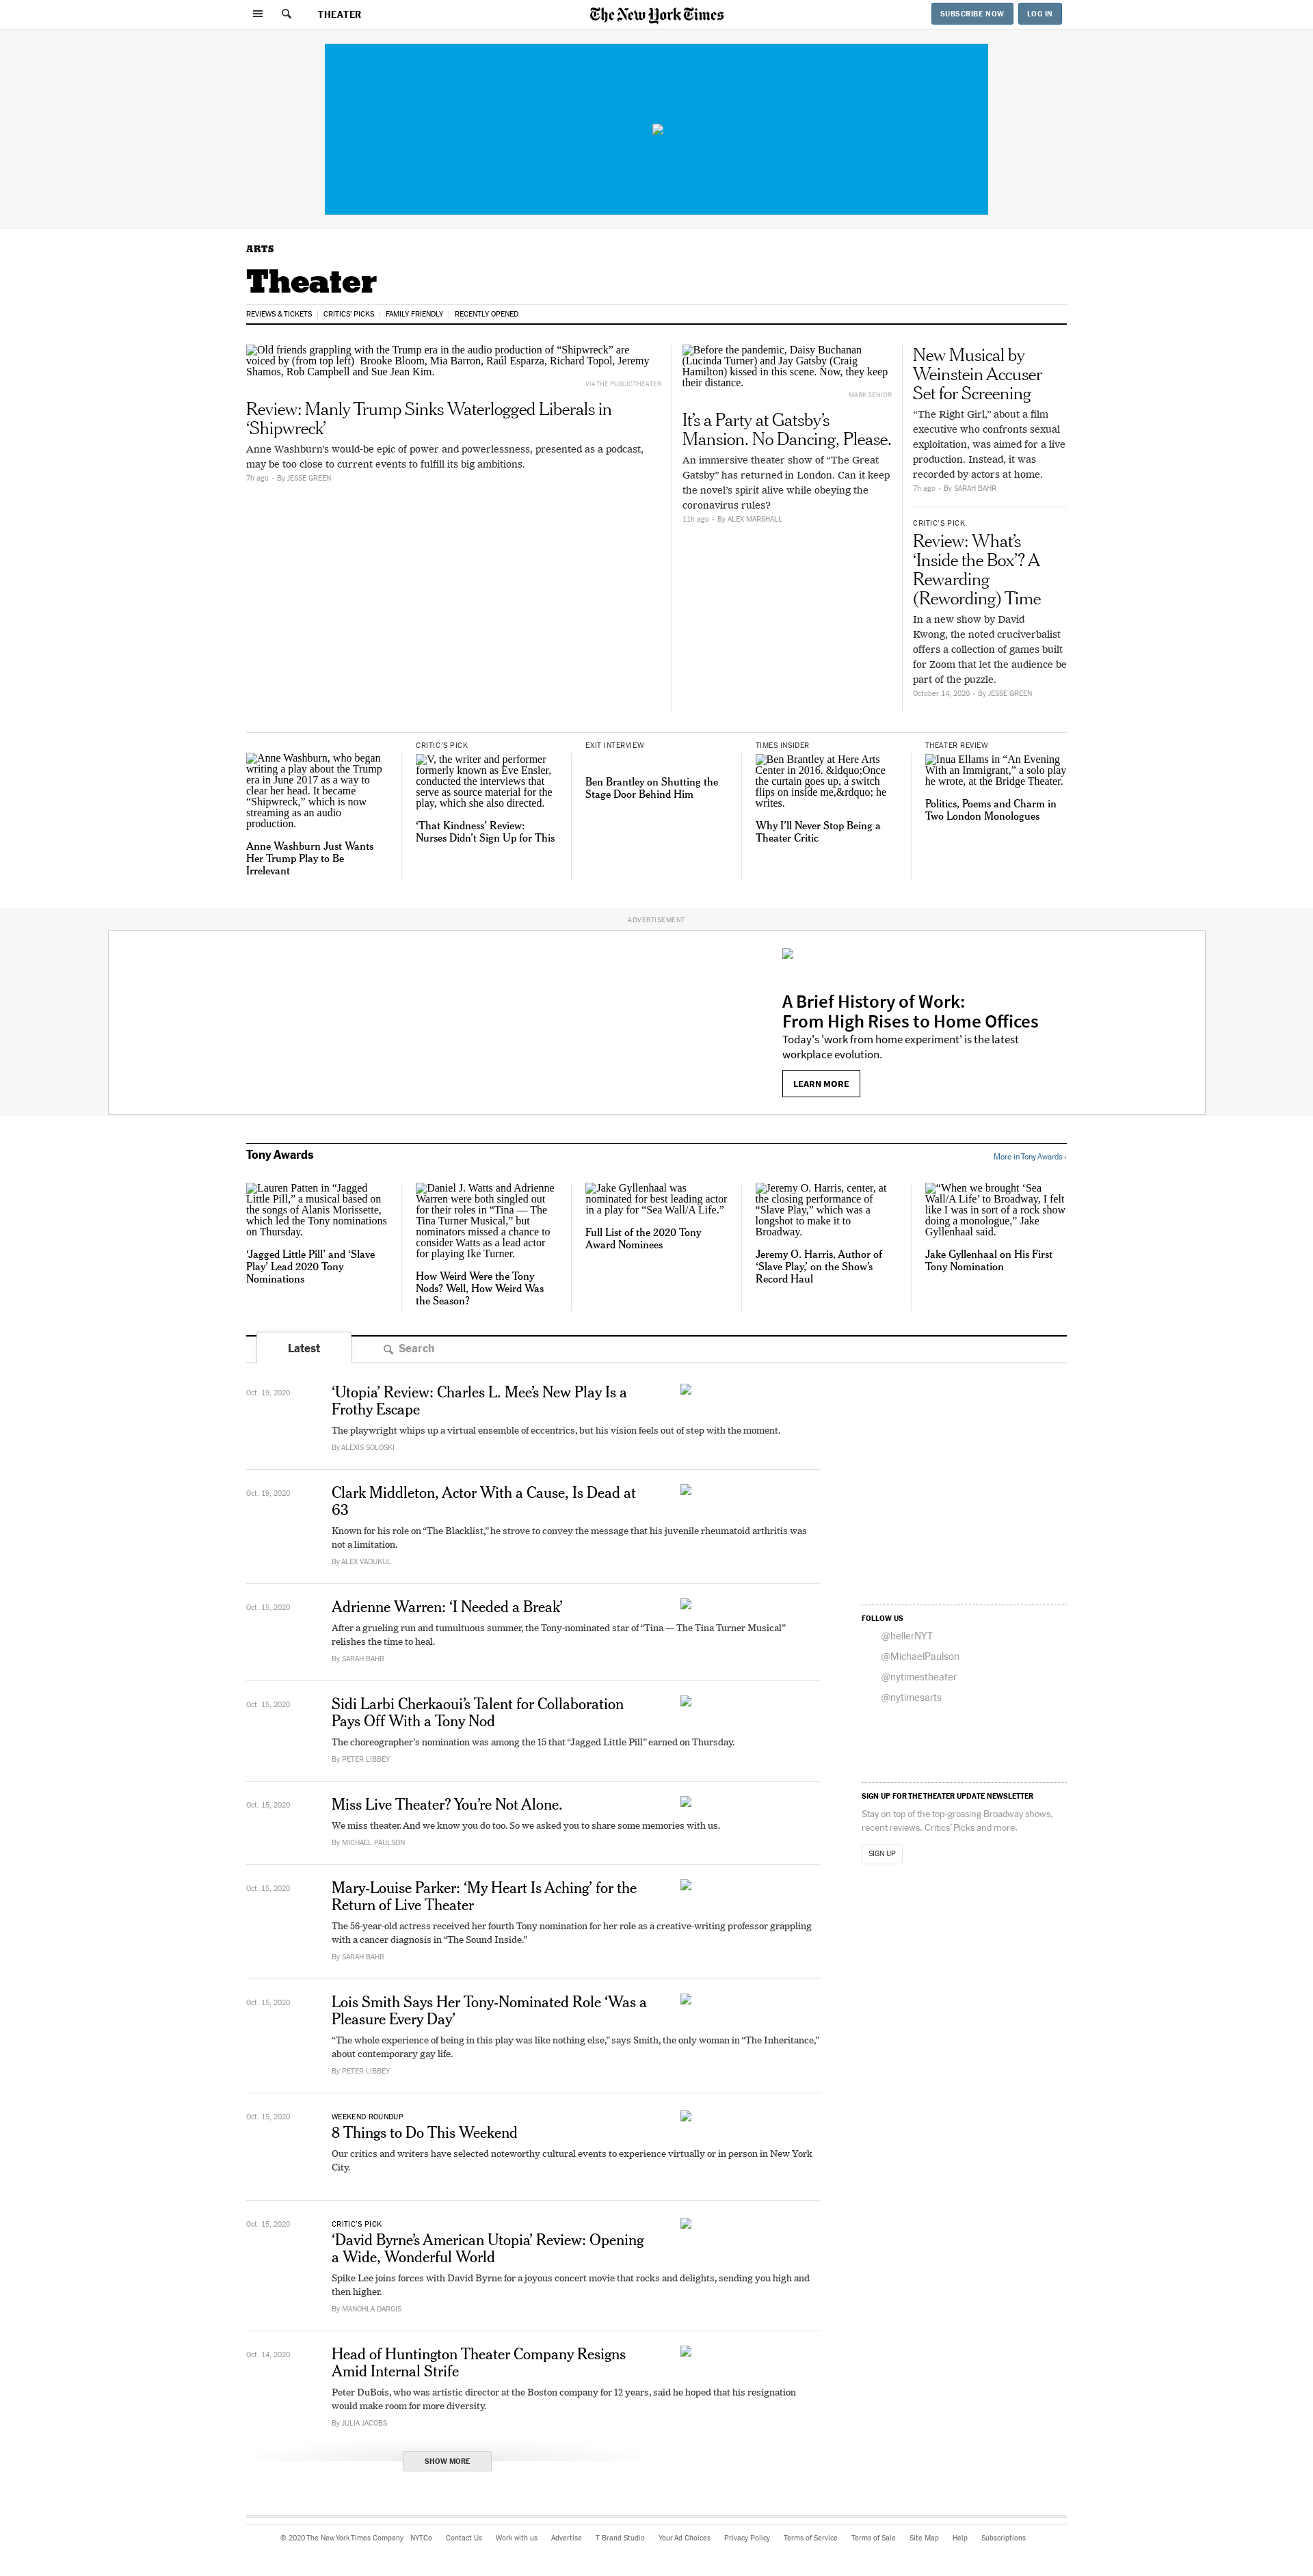 THEATER
The New York Times
SUBSCRIBE NOW
LOG IN
ARTS
Theater
REVIEWS & TICKETS
CRITICS' PICKS
FAMILY FRIENDLY
RECENTLY OPENED
Old friends grappling with the Trump era in the audio production of “Shipwreck” are
voiced by (from top left)  Brooke Bloom, Mia Barron, Raúl Esparza, Richard Topol, Jeremy
Shamos, Rob Campbell and Sue Jean Kim.
VIA THE PUBLIC THEATER
Review: Manly Trump Sinks Waterlogged Liberals in
‘Shipwreck’
Anne Washburn’s would-be epic of power and powerlessness, presented as a podcast,
may be too close to current events to fulfill its big ambitions.
7h ago • By JESSE GREEN
Before the pandemic, Daisy Buchanan
(Lucinda Turner) and Jay Gatsby (Craig
Hamilton) kissed in this scene. Now, they keep
their distance.
MARK SENIOR
It’s a Party at Gatsby’s
Mansion. No Dancing, Please.
An immersive theater show of “The Great
Gatsby” has returned in London. Can it keep
the novel’s spirit alive while obeying the
coronavirus rules?
11h ago • By ALEX MARSHALL
New Musical by
Weinstein Accuser
Set for Screening
“The Right Girl,” about a film
executive who confronts sexual
exploitation, was aimed for a live
production. Instead, it was
recorded by actors at home.
7h ago • By SARAH BAHR
CRITIC’S PICK
Review: What’s
‘Inside the Box’? A
Rewarding
(Rewording) Time
In a new show by David
Kwong, the noted cruciverbalist
offers a collection of games built
for Zoom that let the audience be
part of the puzzle.
October 14, 2020 • By JESSE GREEN
Anne Washburn, who began
writing a play about the Trump
era in June 2017 as a way to
clear her head. It became
“Shipwreck,” which is now
streaming as an audio
production.
Anne Washburn Just Wants
Her Trump Play to Be
Irrelevant
CRITIC’S PICK
V, the writer and performer
formerly known as Eve Ensler,
conducted the interviews that
serve as source material for the
play, which she also directed.
‘That Kindness’ Review:
Nurses Didn’t Sign Up for This
EXIT INTERVIEW
Ben Brantley on Shutting the
Stage Door Behind Him
TIMES INSIDER
Ben Brantley at Here Arts
Center in 2016. &ldquo;Once
the curtain goes up, a switch
flips on inside me,&rdquo; he
writes.
Why I’ll Never Stop Being a
Theater Critic
THEATER REVIEW
Inua Ellams in “An Evening
With an Immigrant,” a solo play
he wrote, at the Bridge Theater.
Politics, Poems and Charm in
Two London Monologues
ADVERTISEMENT
A Brief History of Work:
From High Rises to Home Offices
Today's 'work from home experiment' is the latest
workplace evolution.
LEARN MORE
Tony Awards
More in Tony Awards ›
Lauren Patten in “Jagged
Little Pill,” a musical based on
the songs of Alanis Morissette,
which led the Tony nominations
on Thursday.
‘Jagged Little Pill’ and ‘Slave
Play’ Lead 2020 Tony
Nominations
Daniel J. Watts and Adrienne
Warren were both singled out
for their roles in “Tina — The
Tina Turner Musical,” but
nominators missed a chance to
consider Watts as a lead actor
for playing Ike Turner.
How Weird Were the Tony
Nods? Well, How Weird Was
the Season?
Jake Gyllenhaal was
nominated for best leading actor
in a play for “Sea Wall/A Life.”
Full List of the 2020 Tony
Award Nominees
Jeremy O. Harris, center, at
the closing performance of
“Slave Play,” which was a
longshot to make it to
Broadway.
Jeremy O. Harris, Author of
‘Slave Play,’ on the Show’s
Record Haul
“When we brought ‘Sea
Wall/A Life’ to Broadway, I felt
like I was in sort of a rock show
doing a monologue,” Jake
Gyllenhaal said.
Jake Gyllenhaal on His First
Tony Nomination
Latest
Search
Oct. 19, 2020
‘Utopia’ Review: Charles L. Mee’s New Play Is a
Frothy Escape
The playwright whips up a virtual ensemble of eccentrics, but his vision feels out of step with the moment.
By ALEXIS SOLOSKI
Oct. 19, 2020
Clark Middleton, Actor With a Cause, Is Dead at
63
Known for his role on “The Blacklist,” he strove to convey the message that his juvenile rheumatoid arthritis was
not a limitation.
By ALEX VADUKUL
Oct. 15, 2020
Adrienne Warren: ‘I Needed a Break’
After a grueling run and tumultuous summer, the Tony-nominated star of “Tina — The Tina Turner Musical”
relishes the time to heal.
By SARAH BAHR
Oct. 15, 2020
Sidi Larbi Cherkaoui’s Talent for Collaboration
Pays Off With a Tony Nod
The choreographer’s nomination was among the 15 that “Jagged Little Pill” earned on Thursday.
By PETER LIBBEY
Oct. 15, 2020
Miss Live Theater? You’re Not Alone.
We miss theater. And we know you do too. So we asked you to share some memories with us.
By MICHAEL PAULSON
Oct. 15, 2020
Mary-Louise Parker: ‘My Heart Is Aching’ for the
Return of Live Theater
The 56-year-old actress received her fourth Tony nomination for her role as a creative-writing professor grappling
with a cancer diagnosis in “The Sound Inside.”
By SARAH BAHR
Oct. 15, 2020
Lois Smith Says Her Tony-Nominated Role ‘Was a
Pleasure Every Day’
“The whole experience of being in this play was like nothing else,” says Smith, the only woman in “The Inheritance,”
about contemporary gay life.
By PETER LIBBEY
Oct. 15, 2020
WEEKEND ROUNDUP
8 Things to Do This Weekend
Our critics and writers have selected noteworthy cultural events to experience virtually or in person in New York
City.
Oct. 15, 2020
CRITIC’S PICK
‘David Byrne’s American Utopia’ Review: Opening
a Wide, Wonderful World
Spike Lee joins forces with David Byrne for a joyous concert movie that rocks and delights, sending you high and
then higher.
By MANOHLA DARGIS
Oct. 14, 2020
Head of Huntington Theater Company Resigns
Amid Internal Strife
Peter DuBois, who was artistic director at the Boston company for 12 years, said he hoped that his resignation
would make room for more diversity.
By JULIA JACOBS
SHOW MORE
FOLLOW US
@hellerNYT
@MichaelPaulson
@nytimestheater
@nytimesarts
SIGN UP FOR THE THEATER UPDATE NEWSLETTER
Stay on top of the top-grossing Broadway shows,
recent reviews, Critics’ Picks and more.
SIGN UP
© 2020 The New York Times Company NYTCo Contact Us Work with us Advertise T Brand Studio Your Ad Choices Privacy Policy Terms of Service Terms of Sale Site Map Help Subscriptions